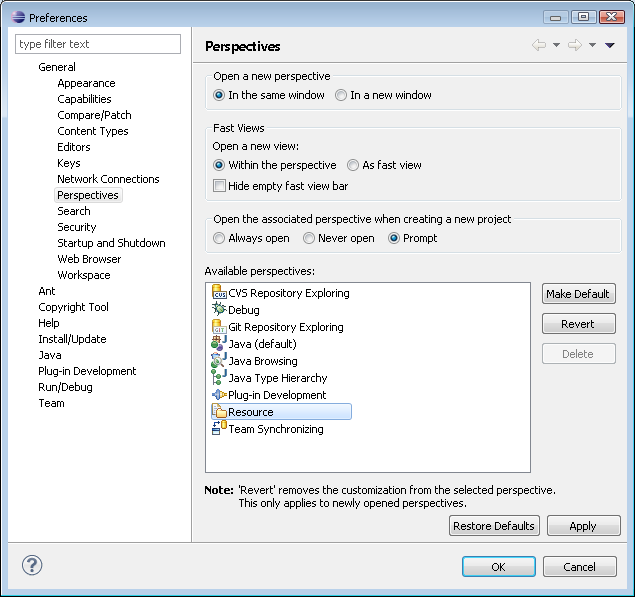 Preferences
type filter text
General
Appearance
Capabilities
Compare/Patch
Content Types
Editors
Keys
Network Connections
Perspectives
Search
Security
Startup and Shutdown
Web Browser
Workspace
Ant
Copyright Tool
Help
Install/Update
Java
Plug-in Development
Run/Debug
Team
Perspectives
Open a new perspective
In the same window In a new window
Fast Views
Open a new view:
Within the perspective As fast view
Hide empty fast view bar
Open the associated perspective when creating a new project
Always open Never open Prompt
Available perspectives:
CVS Repository Exploring
Debug
Git Repository Exploring
Java (default)
Java Browsing
Java Type Hierarchy
Plug-in Development
Resource
Team Synchronizing
Make Default
Revert
Delete
Note: 'Revert' removes the customization from the selected perspective.
This only applies to newly opened perspectives.
Restore Defaults Apply
? OK Cancel